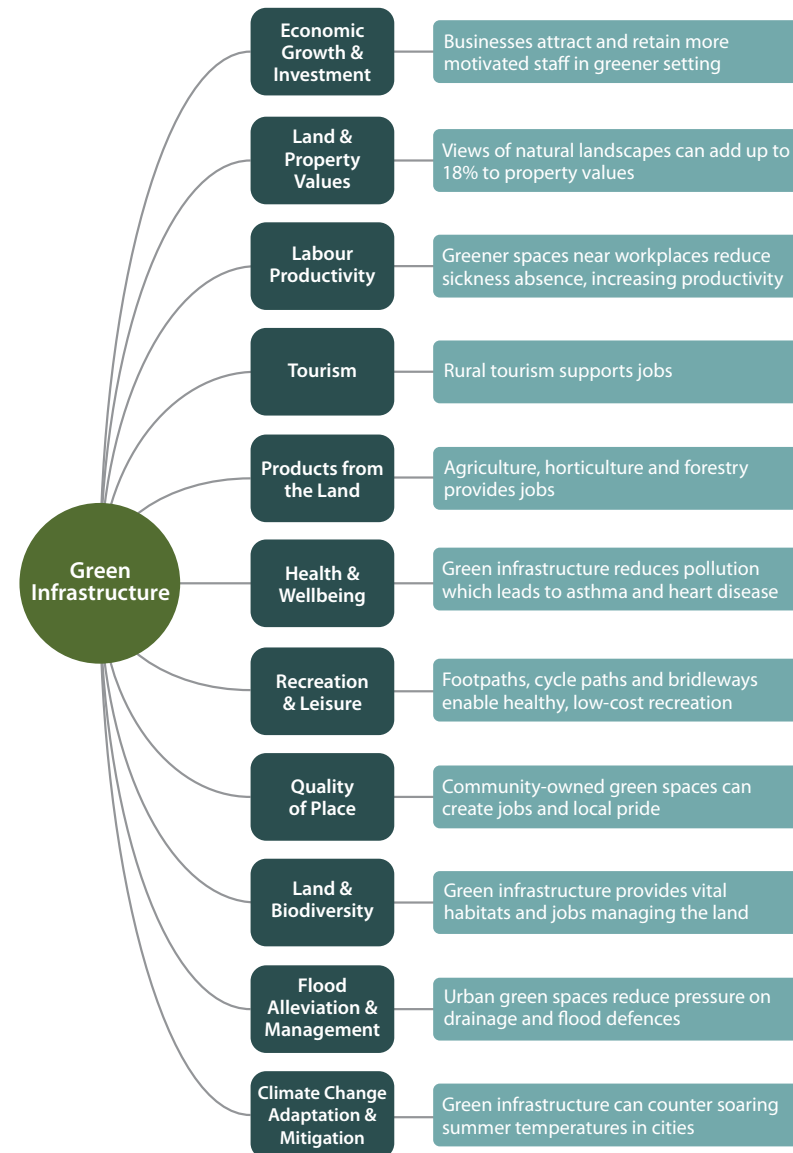 Economic
Growth &
Investment
Businesses attract and retain more
motivated staff in greener setting
Land &
Property
Values
Views of natural landscapes can add up to
18% to property values
Labour
Productivity
Greener spaces near workplaces reduce
sickness absence, increasing productivity
Tourism
Rural tourism supports jobs
Products from
the Land
Agriculture, horticulture and forestry
provides jobs
Green
Infrastructure
Health &
Wellbeing
Green infrastructure reduces pollution
which leads to asthma and heart disease
Recreation
& Leisure
Footpaths, cycle paths and bridleways
enable healthy, low-cost recreation
Quality
of Place
Community-owned green spaces can
create jobs and local pride
Land &
Biodiversity
Green infrastructure provides vital
habitats and jobs managing the land
Flood
Alleviation &
Management
Urban green spaces reduce pressure on
drainage and flood defences
Climate Change
Adaptation &
Mitigation
Green infrastructure can counter soaring
summer temperatures in cities